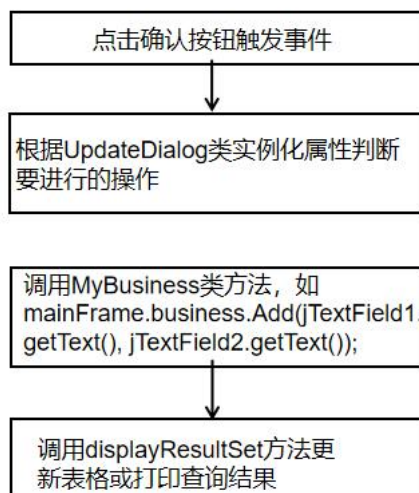 点击确认按钮触发事件
根据UpdateDialog类实例化属性判断
要进行的操作
调用MyBusiness类方法，如
mainFrame.business.Add(jTextField1.
getText(), jTextField2.getText());
调用displayResultSet方法更
新表格或打印查询结果